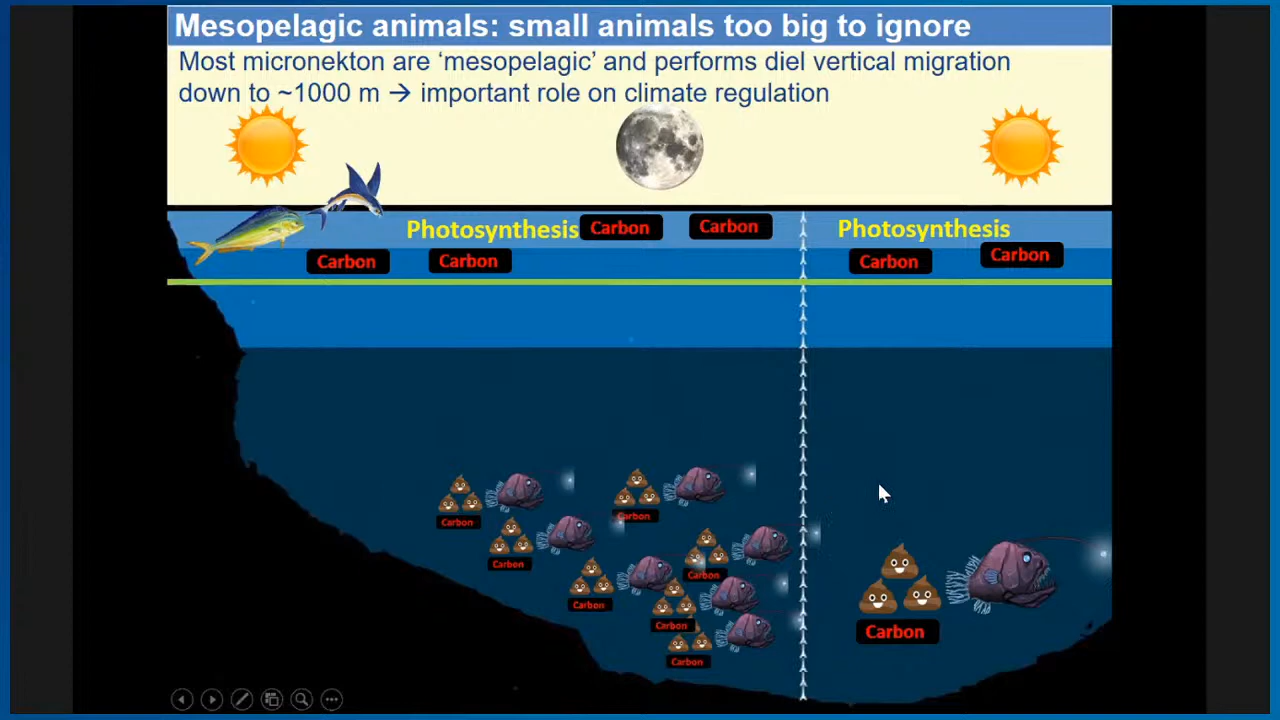 Mesopelagic animals: small animals too big to ignore
Most micronekton are ‘mesopelagic’ and performs diel vertical migration
down to ~1000 m → important role on climate regulation
Photosynthesis
Carbon
Carbon
Photosynthesis
Carbon
Carbon
Carbon
Carbon
Carbon
Carbon
Carbon
Carbon
Carbon
Carbon
Carbon
Carbon
Carbon